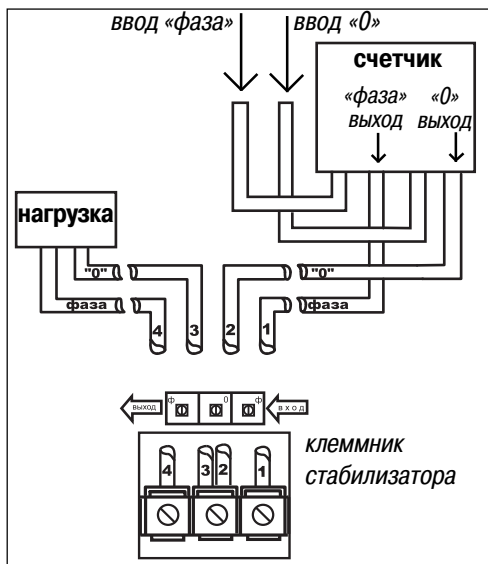 ввод «фаза» ввод «0»
счетчик
«фаза» «0»
выход выход
нагрузка
"0" "0"
фаза фаза
4 3 2 1
ф 0 ф
выход вход
4 3 2 1
клеммник
стабилизатора